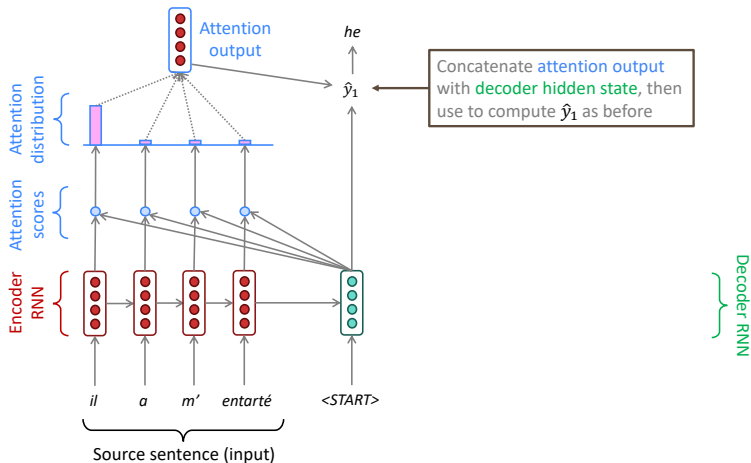 Attention
output
he
ŷ₁
Concatenate attention output
with decoder hidden state, then
use to compute ŷ₁ as before
Attention
distribution
Attention
scores
Encoder
RNN
Decoder RNN
il
a
m’
entarté
<START>
Source sentence (input)